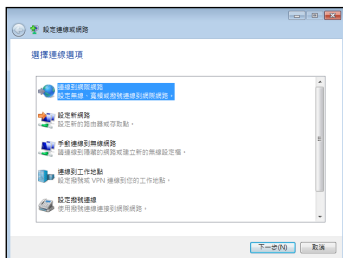 設定連線或網路
選擇連線選項
連線到網際網路
設定無線、寬頻或撥號連線到網際網路。
設定新網路
設定新的路由器或存取點。
手動連線到無線網路
連線到隱藏的網路或建立新的無線設定檔。
連線到工作地點
設定撥號或 VPN 連線到您的工作地點。
設定撥號連線
使用撥號連線連接到網際網路。
下一步(N)
取消